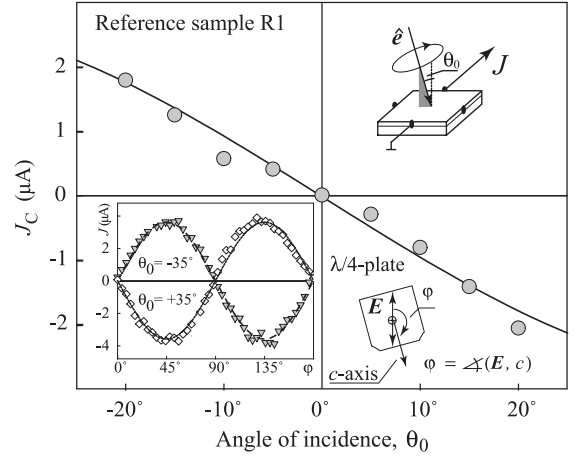 Reference sample R1
ê
θ0
J
2
1
0
-1
-2
J_C (μA)
J (μA)
4
2
0
-2
-4
θ0 = -35°
θ0 = +35°
0°
45°
90°
135°
φ
λ/4-plate
E
φ
c-axis
φ = ∡(E, c)
-20°
-10°
0°
10°
20°
Angle of incidence, θ0